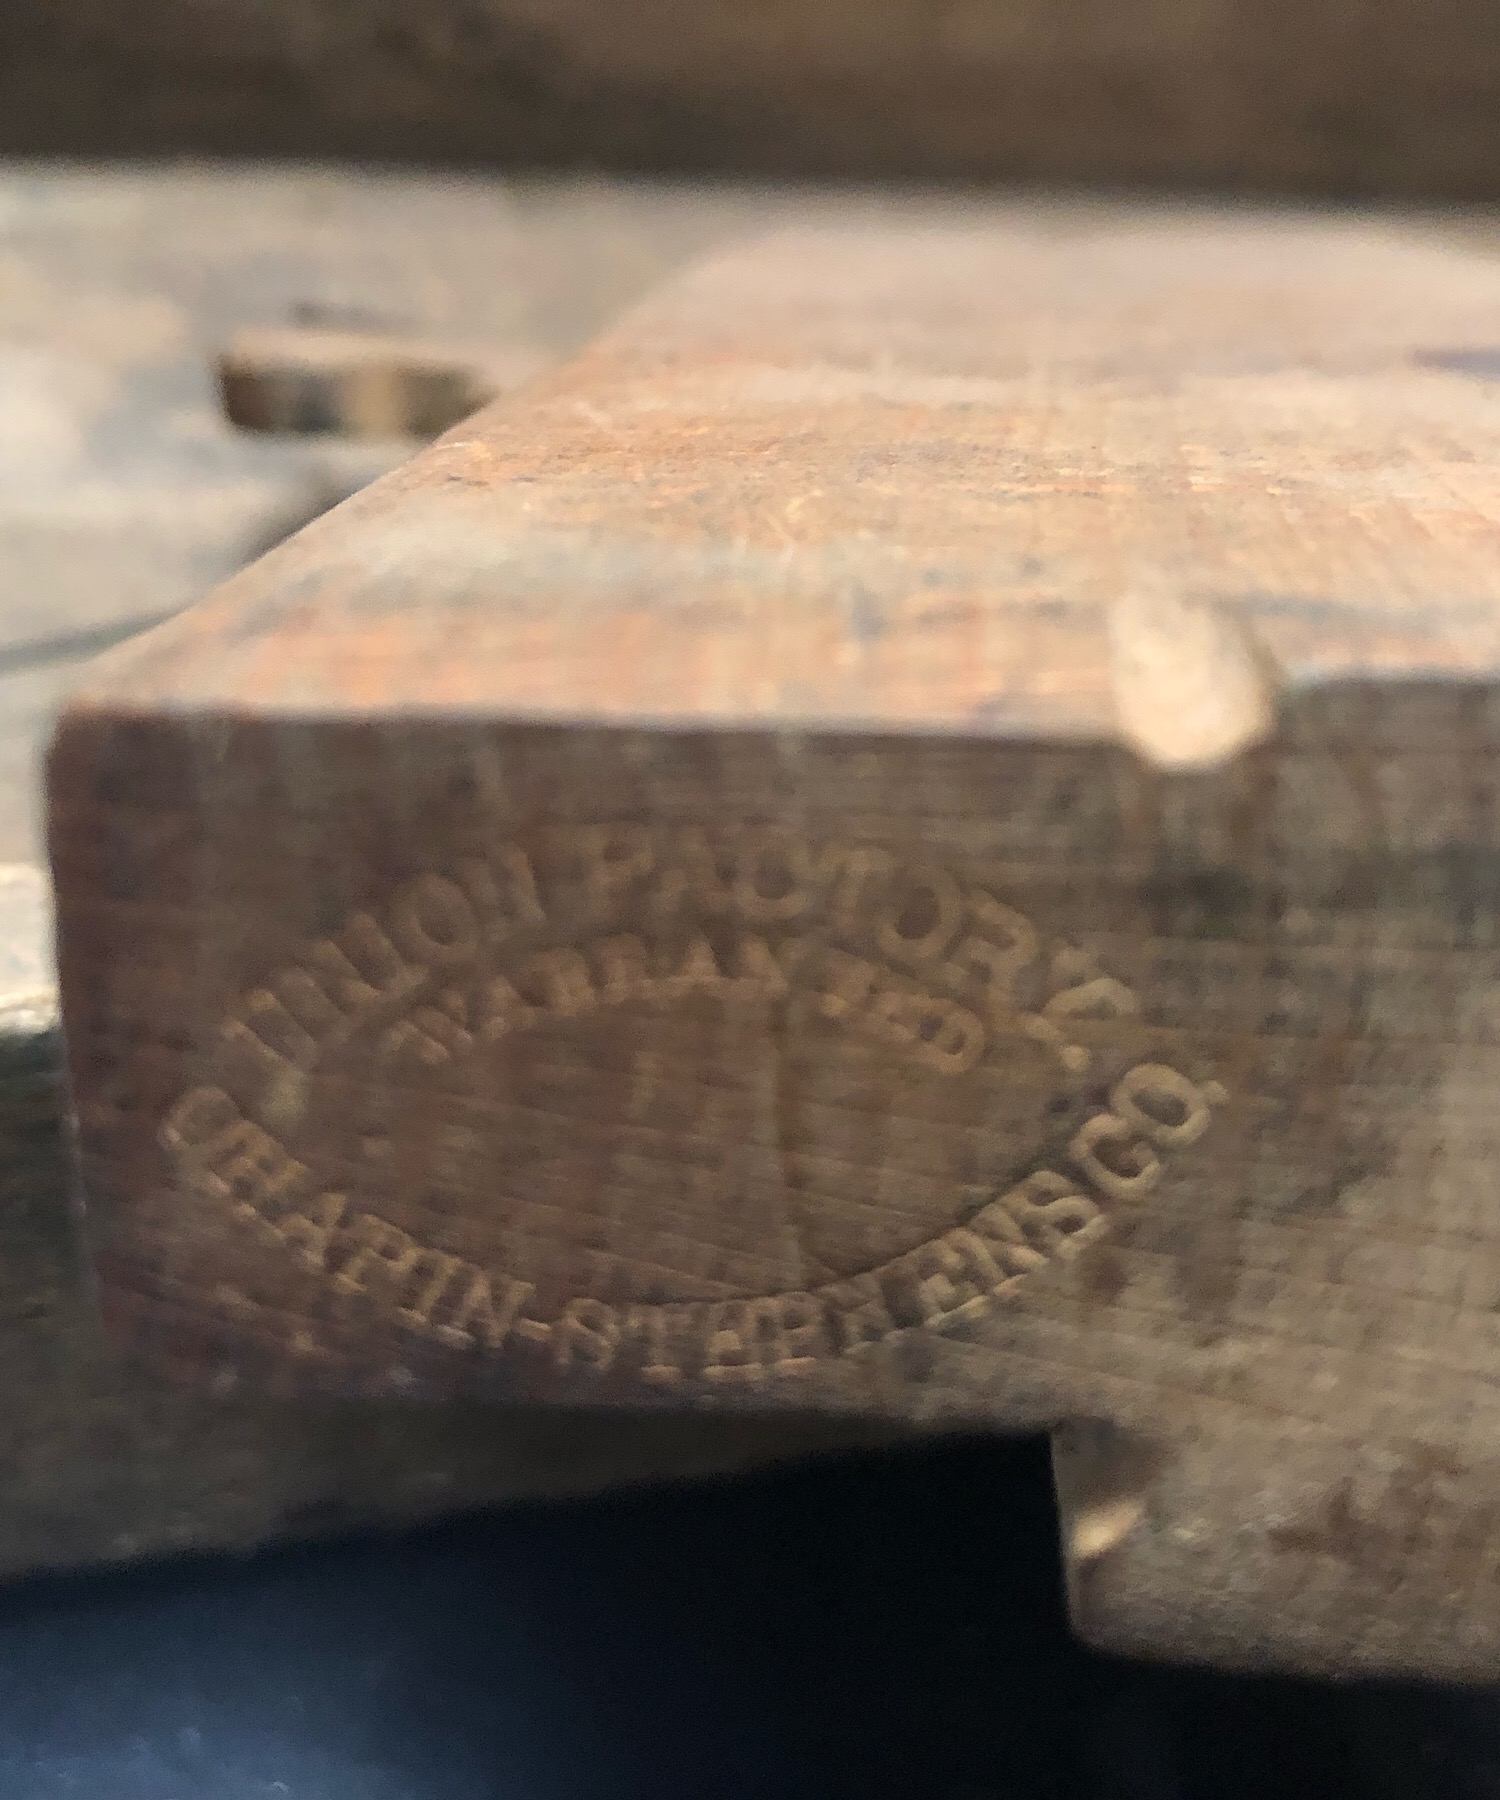 UNION FACTORY
WARRANTED
CHAPIN-STEPHENS CO.